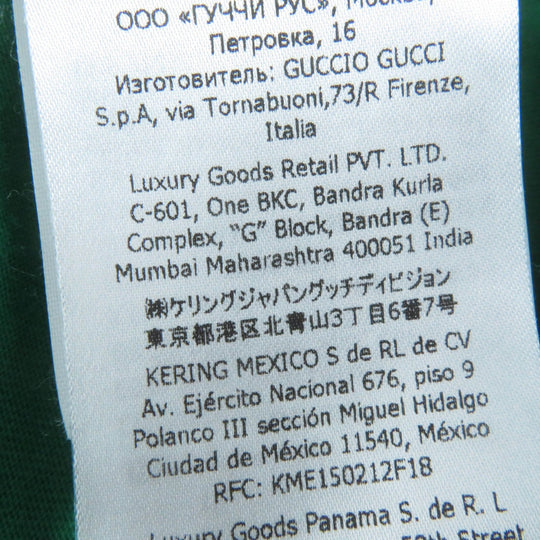 ООО «ГУЧЧИ РУС», Москва,
Петровка, 16
Изготовитель: GUCCIO GUCCI
S.p.A, via Tornabuoni,73/R Firenze,
Italia
Luxury Goods Retail PVT. LTD.
C-601, One BKC, Bandra Kurla
Complex, “G” Block, Bandra (E)
Mumbai Maharashtra 400051 India
㈱ケリングジャパングッチディビジョン
東京都港区北青山3丁目6番7号
KERING MEXICO S de RL de CV
Av. Ejército Nacional 676, piso 9
Polanco III sección Miguel Hidalgo
Ciudad de México 11540, México
RFC: KME150212F18
Luxury Goods Panama S. de R. L
Street